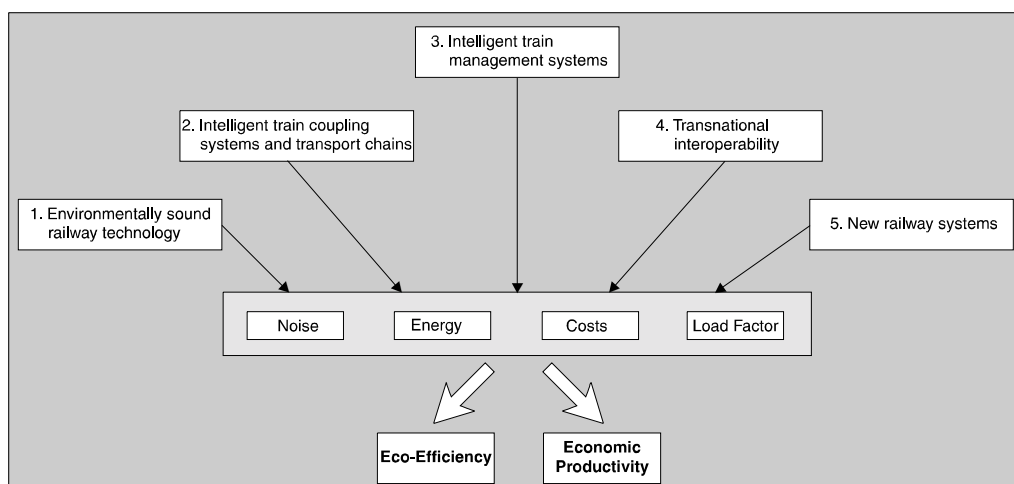 3. Intelligent train
management systems
2. Intelligent train coupling
systems and transport chains
4. Transnational
interoperability
1. Environmentally sound
railway technology
5. New railway systems
Noise
Energy
Costs
Load Factor
Eco-Efficiency
Economic
Productivity